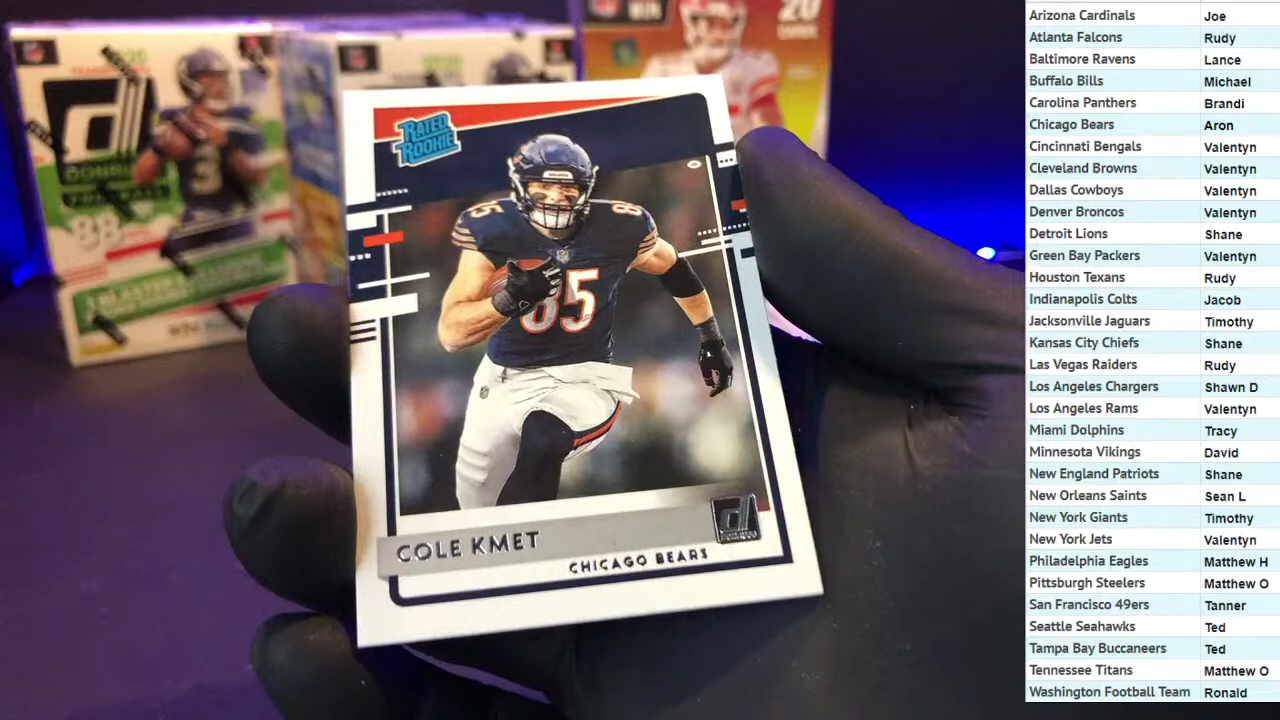 20
RATED
ROOKIE
85
85
85
COLE KMET
CHICAGO BEARS
3
88
Arizona Cardinals Joe
Atlanta Falcons Rudy
Baltimore Ravens Lance
Buffalo Bills Michael
Carolina Panthers Brandi
Chicago Bears Aron
Cincinnati Bengals Valentyn
Cleveland Browns Valentyn
Dallas Cowboys Valentyn
Denver Broncos Valentyn
Detroit Lions Shane
Green Bay Packers Valentyn
Houston Texans Rudy
Indianapolis Colts Jacob
Jacksonville Jaguars Timothy
Kansas City Chiefs Shane
Las Vegas Raiders Rudy
Los Angeles Chargers Shawn D
Los Angeles Rams Valentyn
Miami Dolphins Tracy
Minnesota Vikings David
New England Patriots Shane
New Orleans Saints Sean L
New York Giants Timothy
New York Jets Valentyn
Philadelphia Eagles Matthew H
Pittsburgh Steelers Matthew O
San Francisco 49ers Tanner
Seattle Seahawks Ted
Tampa Bay Buccaneers Ted
Tennessee Titans Matthew O
Washington Football Team Ronald